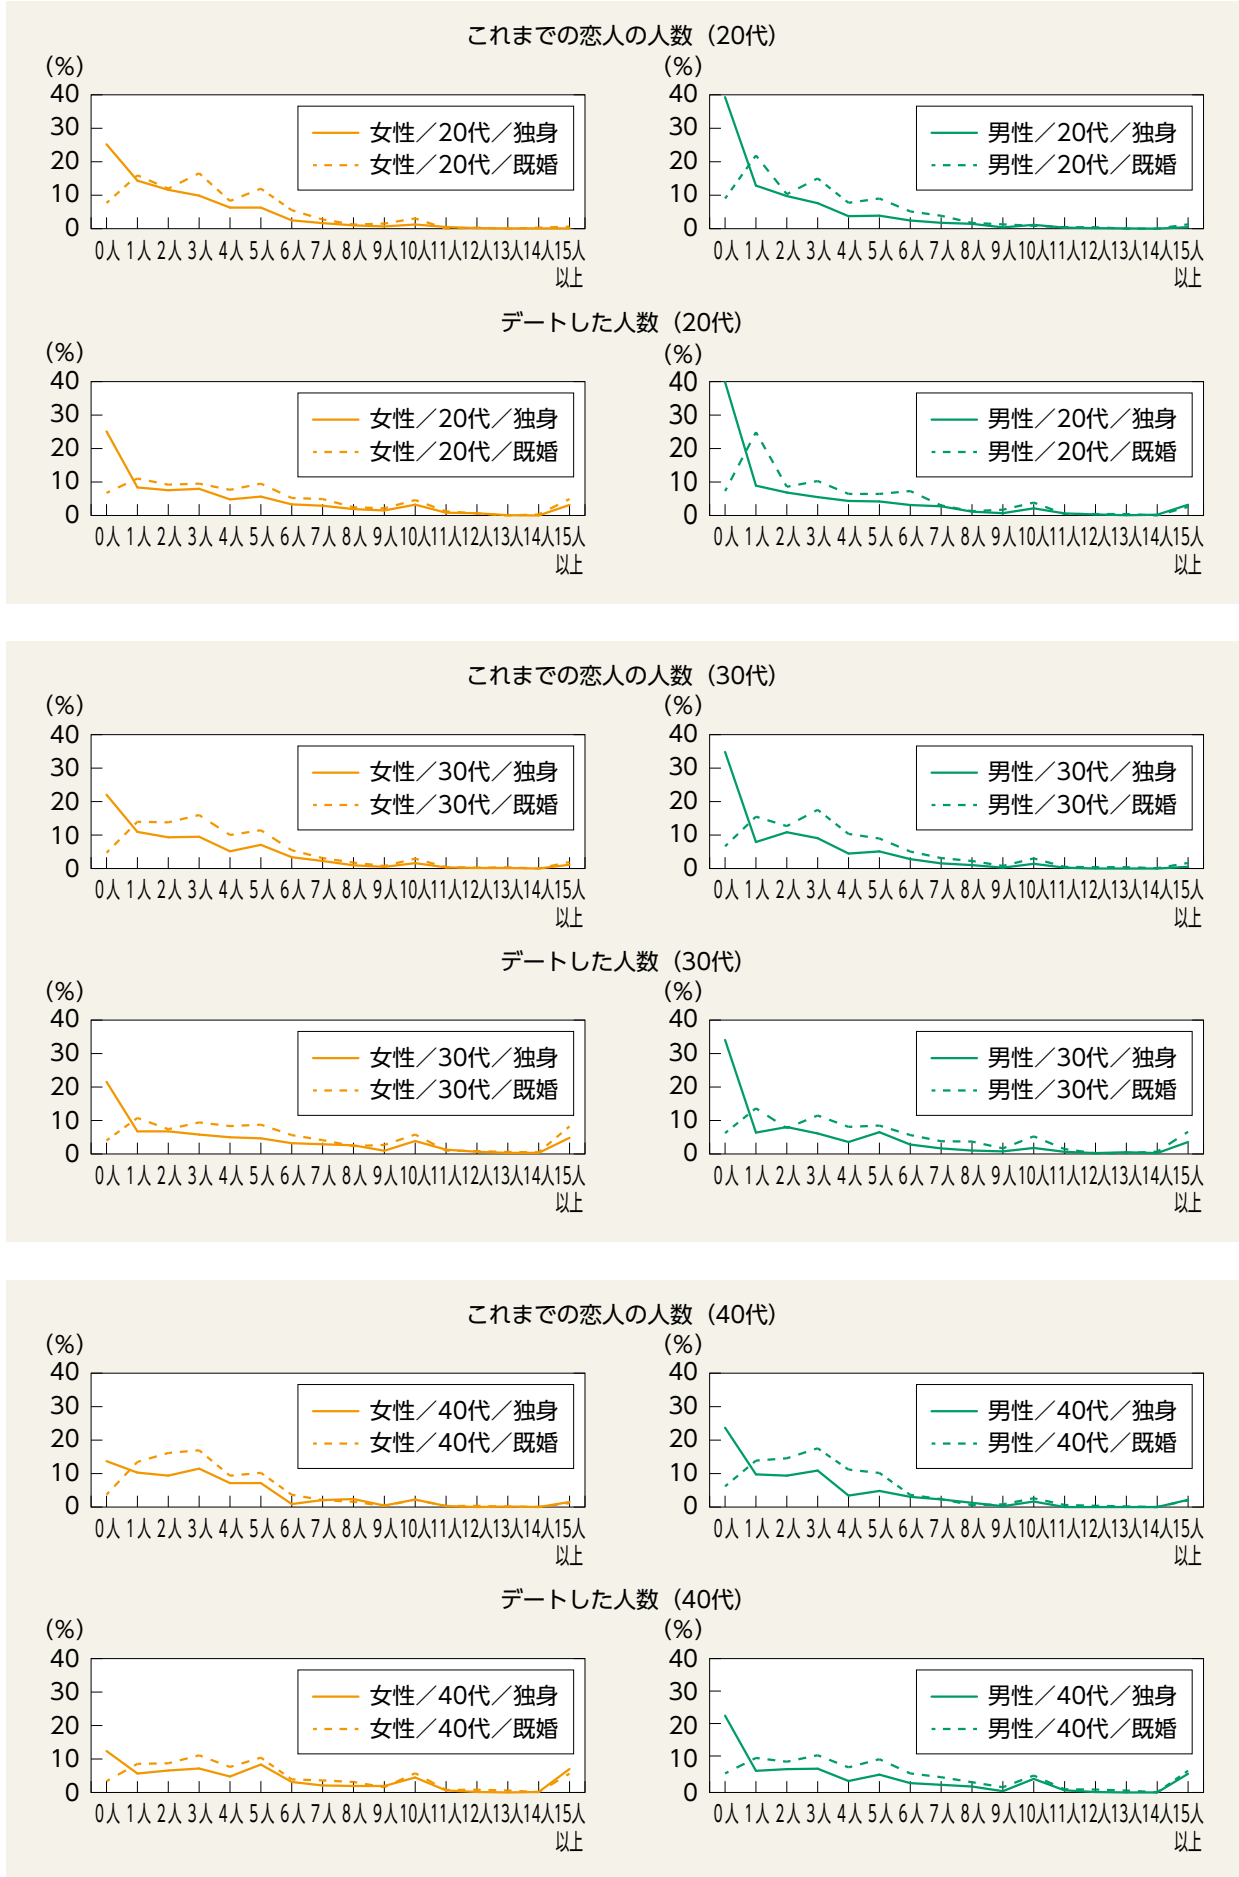 これまでの恋人の人数（20代）
（%）
40
30
20
10
0
女性／20代／独身
女性／20代／既婚
0人 1人 2人 3人 4人 5人 6人 7人 8人 9人 10人 11人 12人 13人 14人 15人
以上
（%）
40
30
20
10
0
男性／20代／独身
男性／20代／既婚
0人 1人 2人 3人 4人 5人 6人 7人 8人 9人 10人 11人 12人 13人 14人 15人
以上
デートした人数（20代）
（%）
40
30
20
10
0
女性／20代／独身
女性／20代／既婚
0人 1人 2人 3人 4人 5人 6人 7人 8人 9人 10人 11人 12人 13人 14人 15人
以上
（%）
40
30
20
10
0
男性／20代／独身
男性／20代／既婚
0人 1人 2人 3人 4人 5人 6人 7人 8人 9人 10人 11人 12人 13人 14人 15人
以上
これまでの恋人の人数（30代）
（%）
40
30
20
10
0
女性／30代／独身
女性／30代／既婚
0人 1人 2人 3人 4人 5人 6人 7人 8人 9人 10人 11人 12人 13人 14人 15人
以上
（%）
40
30
20
10
0
男性／30代／独身
男性／30代／既婚
0人 1人 2人 3人 4人 5人 6人 7人 8人 9人 10人 11人 12人 13人 14人 15人
以上
デートした人数（30代）
（%）
40
30
20
10
0
女性／30代／独身
女性／30代／既婚
0人 1人 2人 3人 4人 5人 6人 7人 8人 9人 10人 11人 12人 13人 14人 15人
以上
（%）
40
30
20
10
0
男性／30代／独身
男性／30代／既婚
0人 1人 2人 3人 4人 5人 6人 7人 8人 9人 10人 11人 12人 13人 14人 15人
以上
これまでの恋人の人数（40代）
（%）
40
30
20
10
0
女性／40代／独身
女性／40代／既婚
0人 1人 2人 3人 4人 5人 6人 7人 8人 9人 10人 11人 12人 13人 14人 15人
以上
（%）
40
30
20
10
0
男性／40代／独身
男性／40代／既婚
0人 1人 2人 3人 4人 5人 6人 7人 8人 9人 10人 11人 12人 13人 14人 15人
以上
デートした人数（40代）
（%）
40
30
20
10
0
女性／40代／独身
女性／40代／既婚
0人 1人 2人 3人 4人 5人 6人 7人 8人 9人 10人 11人 12人 13人 14人 15人
以上
（%）
40
30
20
10
0
男性／40代／独身
男性／40代／既婚
0人 1人 2人 3人 4人 5人 6人 7人 8人 9人 10人 11人 12人 13人 14人 15人
以上